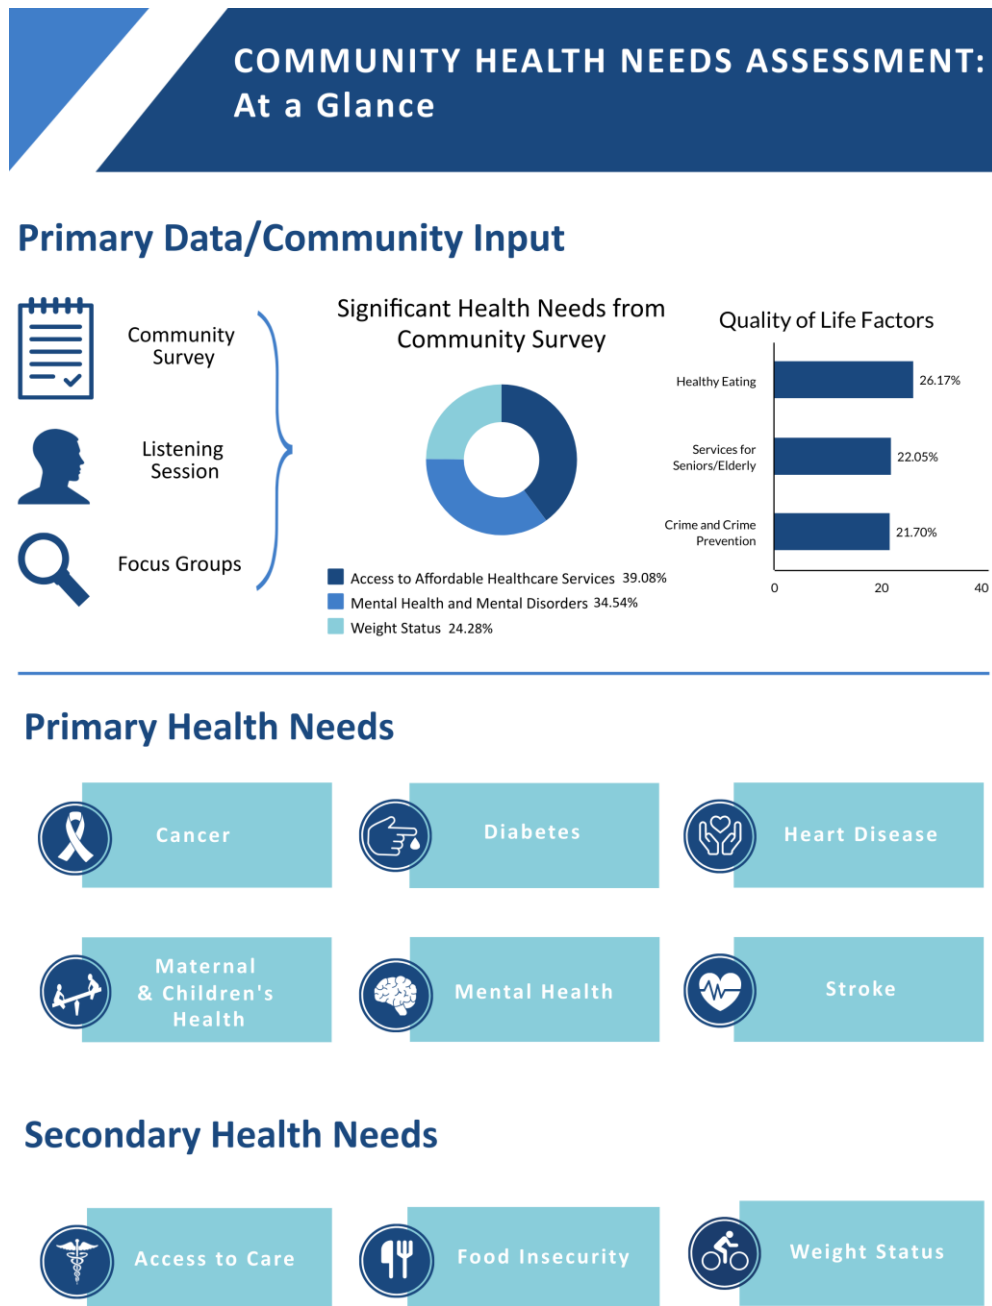 COMMUNITY HEALTH NEEDS ASSESSMENT:
At a Glance
Primary Data/Community Input
Community
Survey
Listening
Session
Focus Groups
Significant Health Needs from
Community Survey
Access to Affordable Healthcare Services 39.08%
Mental Health and Mental Disorders 34.54%
Weight Status 24.28%
Quality of Life Factors
Healthy Eating
26.17%
Services for
Seniors/Elderly
22.05%
Crime and Crime
Prevention
21.70%
0 20 40
Primary Health Needs
Cancer
Diabetes
Heart Disease
Maternal
& Children's
Health
Mental Health
Stroke
Secondary Health Needs
Access to Care
Food Insecurity
Weight Status